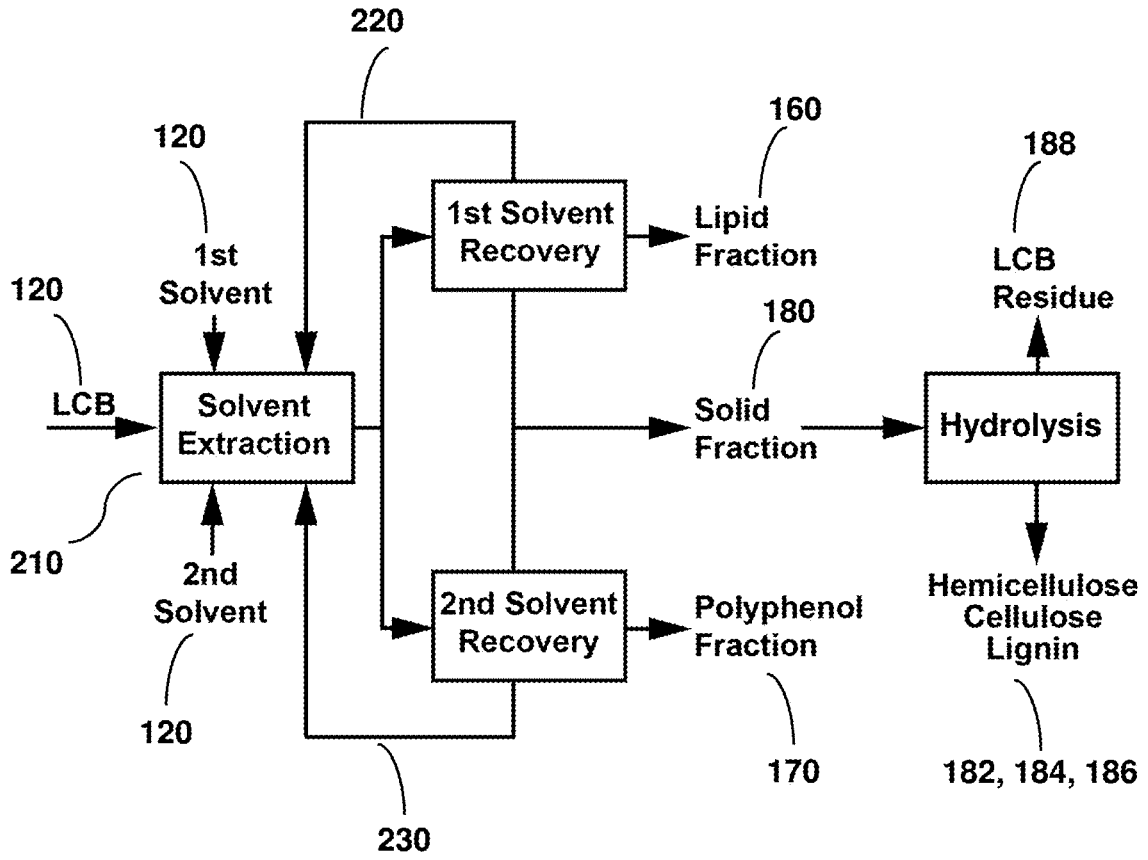 220
120
160
188
1st
Solvent
1st Solvent
Recovery
Lipid
Fraction
LCB
Residue
120
180
LCB
Solvent
Extraction
Solid
Fraction
Hydrolysis
210
2nd
Solvent
2nd Solvent
Recovery
Polyphenol
Fraction
Hemicellulose
Cellulose
Lignin
120
170
182, 184, 186
230